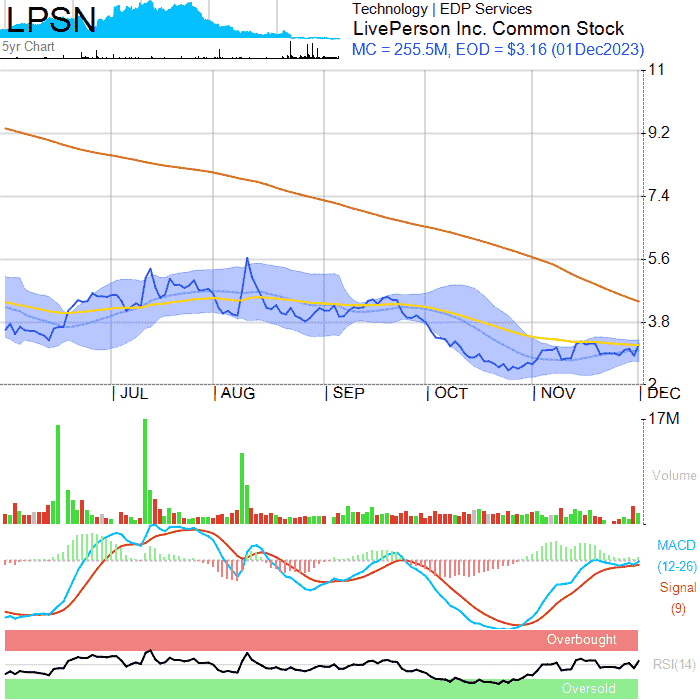 LPSN
5yr Chart
Technology | EDP Services
LivePerson Inc. Common Stock
MC = 255.5M, EOD = $3.16 (01Dec2023)
11
9.2
7.4
5.6
3.8
2
| JUL | AUG | SEP | OCT | NOV | DEC
17M
Volume
MACD
(12-26)
Signal
(9)
Overbought
RSI(14)
Oversold